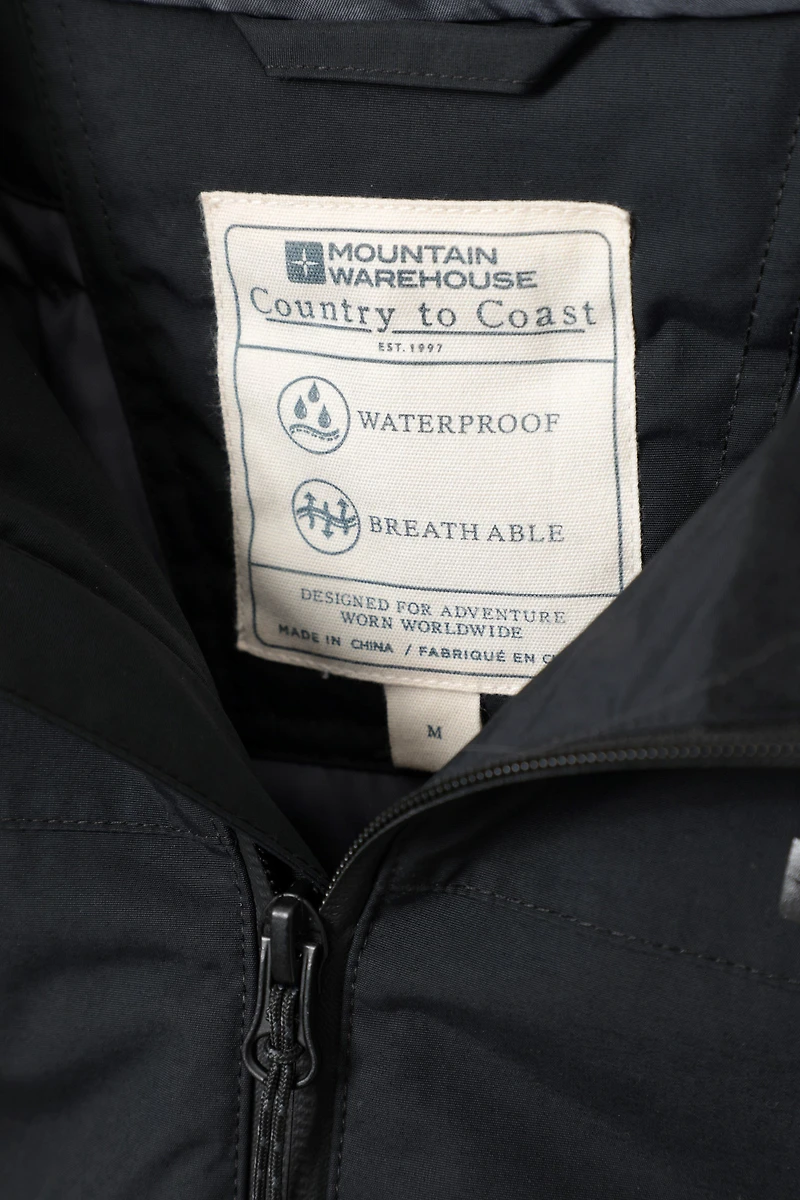 MOUNTAIN
WAREHOUSE
Country to Coast
EST. 1997
WATERPROOF
BREATHABLE
DESIGNED FOR ADVENTURE
WORN WORLDWIDE
MADE IN CHINA / FABRIQUÉ EN
M